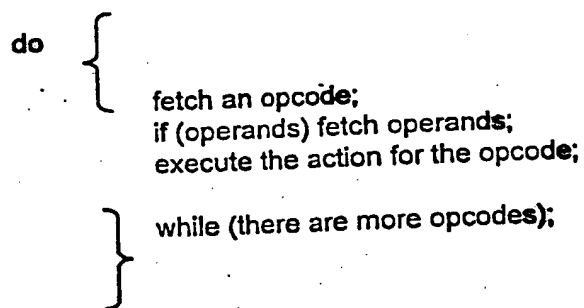 do {
fetch an opcode;
if (operands) fetch operands;
execute the action for the opcode;
} while (there are more opcodes);